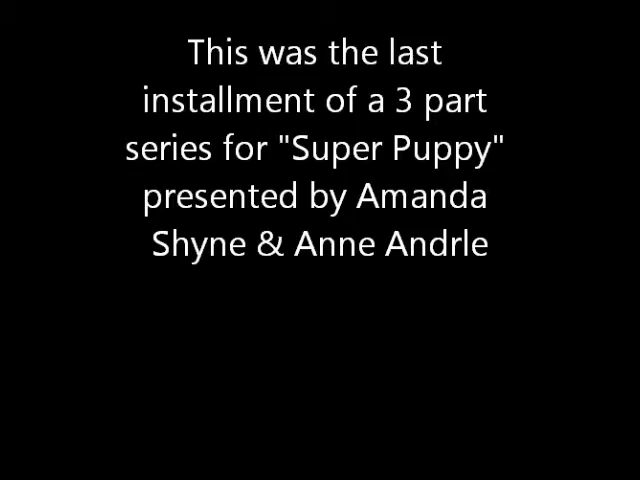 This was the last
installment of a 3 part
series for "Super Puppy"
presented by Amanda
Shyne & Anne Andrle